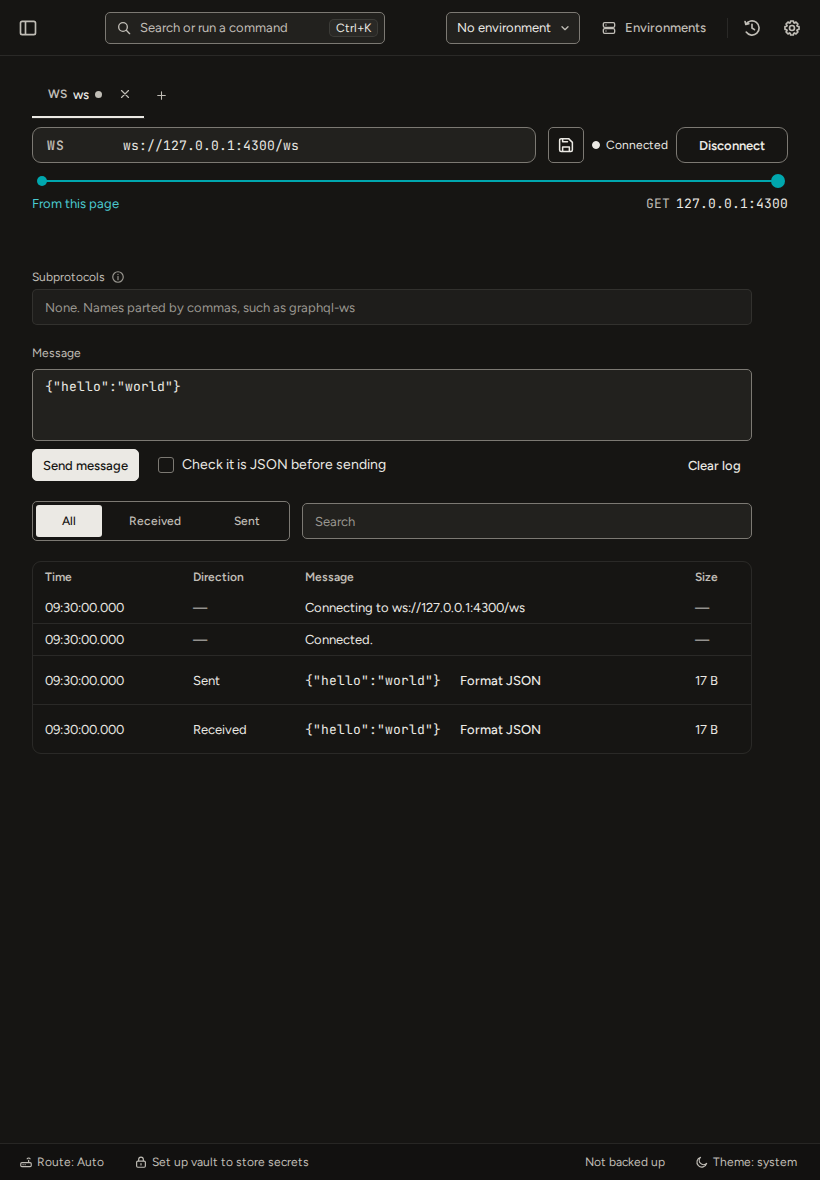 Search or run a command Ctrl+K No environment Environments
WS ws
WS ws://127.0.0.1:4300/ws Connected Disconnect
From this page GET 127.0.0.1:4300
Subprotocols
None. Names parted by commas, such as graphql-ws
Message
{"hello":"world"}
Send message Check it is JSON before sending Clear log
All Received Sent Search
Time Direction Message Size
09:30:00.000 — Connecting to ws://127.0.0.1:4300/ws —
09:30:00.000 — Connected. —
09:30:00.000 Sent {"hello":"world"} Format JSON 17 B
09:30:00.000 Received {"hello":"world"} Format JSON 17 B
Route: Auto Set up vault to store secrets Not backed up Theme: system